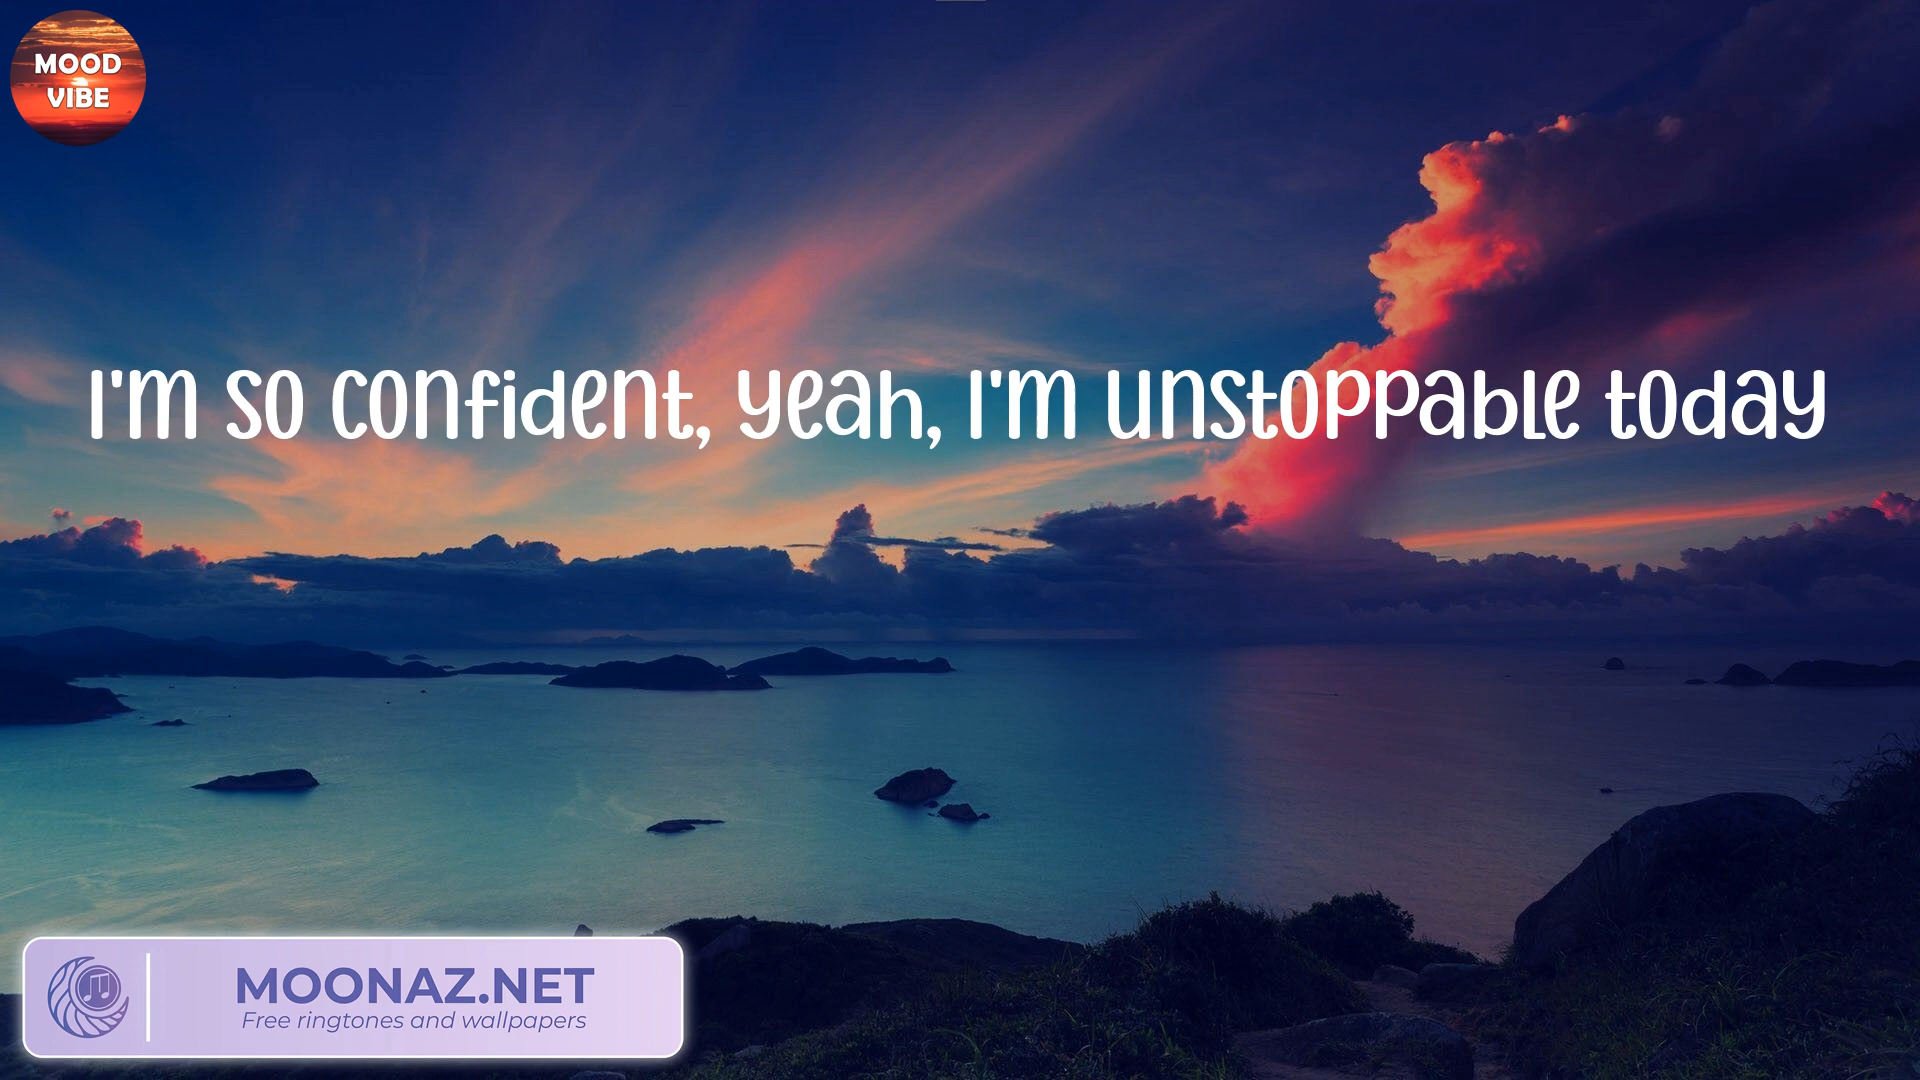 MOOD
VIBE
I'm so confident, yeah, I'm unstoppable today
MOONAZ.NET
Free ringtones and wallpapers